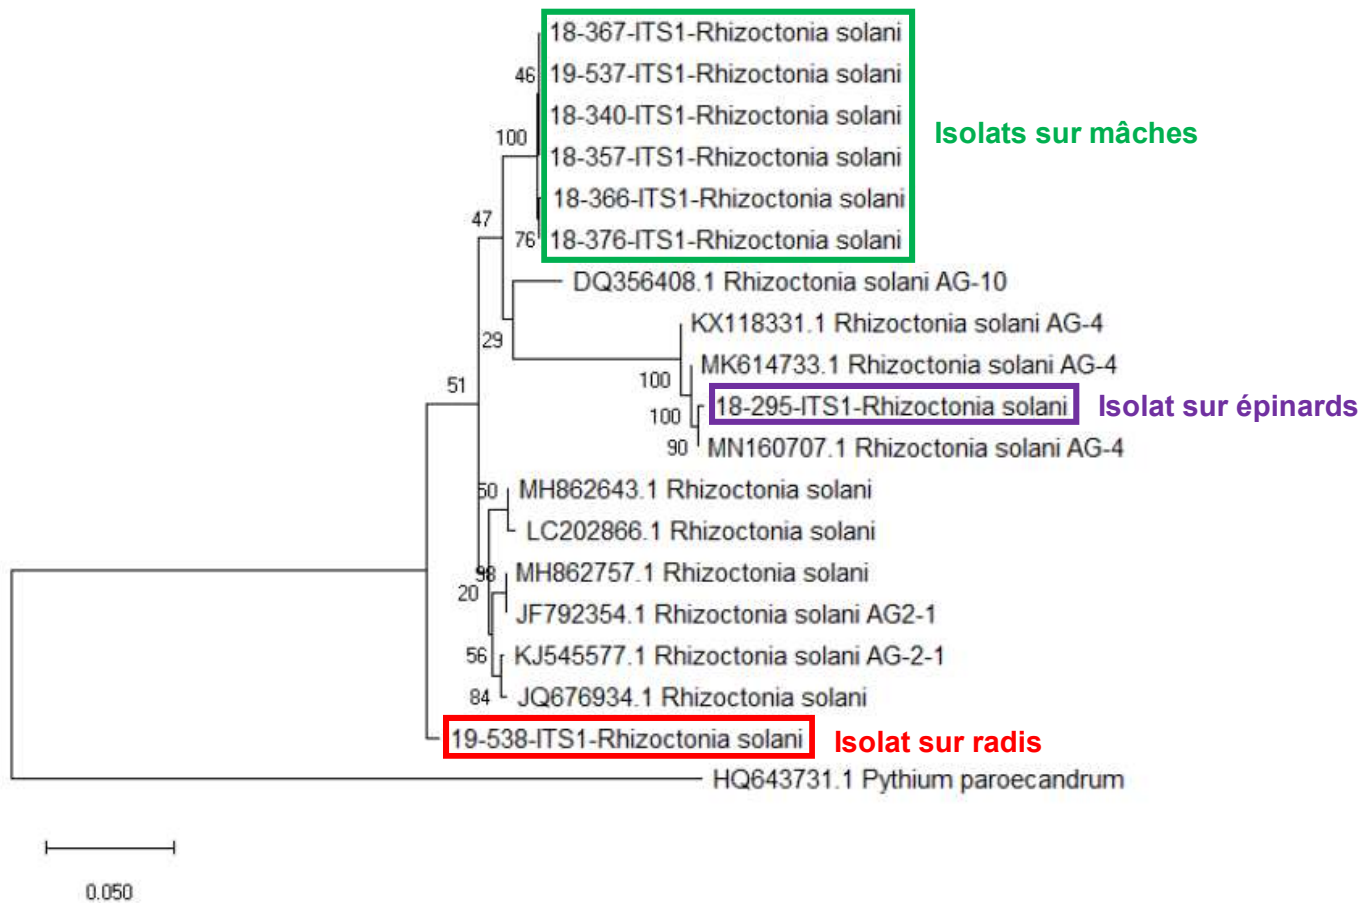 18-367-ITS1-Rhizoctonia solani
46 19-537-ITS1-Rhizoctonia solani
18-340-ITS1-Rhizoctonia solani
Isolats sur mâches
100
18-357-ITS1-Rhizoctonia solani
18-366-ITS1-Rhizoctonia solani
47
76 18-376-ITS1-Rhizoctonia solani
DQ356408.1 Rhizoctonia solani AG-10
KX118331.1 Rhizoctonia solani AG-4
29
MK614733.1 Rhizoctonia solani AG-4
100
51
18-295-ITS1-Rhizoctonia solani Isolat sur épinards
100
90 MN160707.1 Rhizoctonia solani AG-4
50 MH862643.1 Rhizoctonia solani
LC202866.1 Rhizoctonia solani
98 MH862757.1 Rhizoctonia solani
20
JF792354.1 Rhizoctonia solani AG2-1
56 KJ545577.1 Rhizoctonia solani AG-2-1
84 JQ676934.1 Rhizoctonia solani
19-538-ITS1-Rhizoctonia solani Isolat sur radis
HQ643731.1 Pythium paroecandrum
0.050